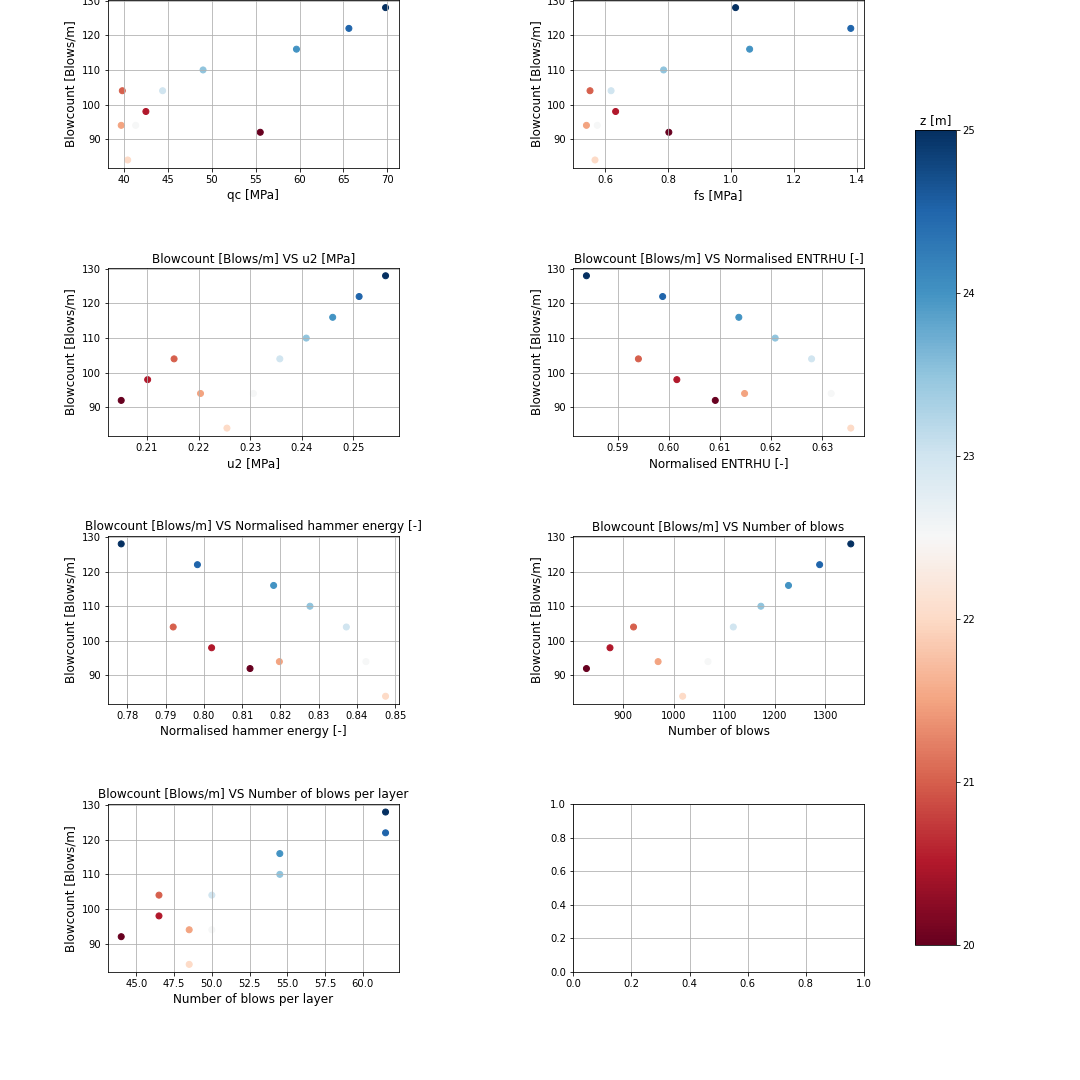 130
120
110
100
90
Blowcount [Blows/m]
40 45 50 55 60 65 70
qc [MPa]
130
120
110
100
90
Blowcount [Blows/m]
0.6 0.8 1.0 1.2 1.4
fs [MPa]
Blowcount [Blows/m] VS u2 [MPa]
130
120
110
100
90
Blowcount [Blows/m]
0.21 0.22 0.23 0.24 0.25
u2 [MPa]
Blowcount [Blows/m] VS Normalised ENTRHU [-]
130
120
110
100
90
Blowcount [Blows/m]
0.59 0.60 0.61 0.62 0.63
Normalised ENTRHU [-]
Blowcount [Blows/m] VS Normalised hammer energy [-]
130
120
110
100
90
Blowcount [Blows/m]
0.78 0.79 0.80 0.81 0.82 0.83 0.84 0.85
Normalised hammer energy [-]
Blowcount [Blows/m] VS Number of blows
130
120
110
100
90
Blowcount [Blows/m]
900 1000 1100 1200 1300
Number of blows
Blowcount [Blows/m] VS Number of blows per layer
130
120
110
100
90
Blowcount [Blows/m]
45.0 47.5 50.0 52.5 55.0 57.5 60.0
Number of blows per layer
1.0
0.8
0.6
0.4
0.2
0.0
0.0 0.2 0.4 0.6 0.8 1.0
z [m]
25
24
23
22
21
20